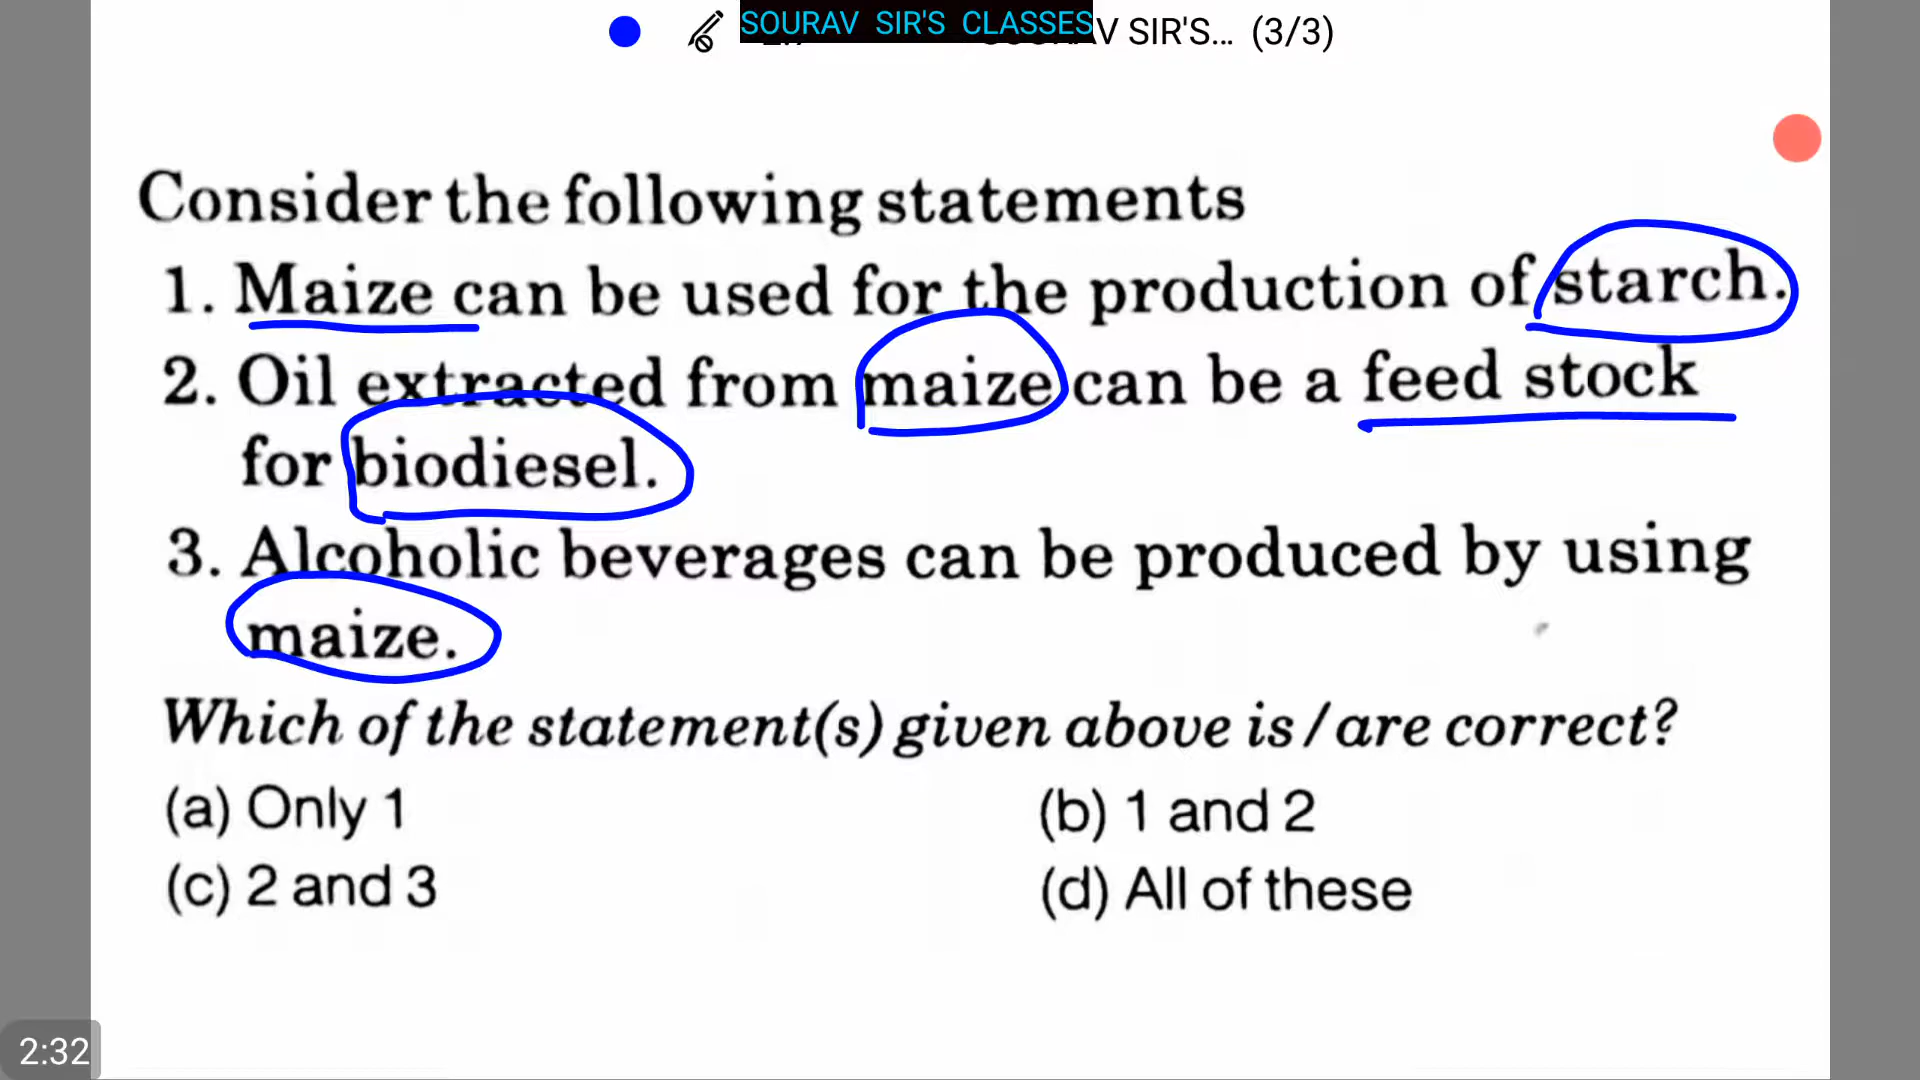 SOURAV SIR'S CLASSES
V SIR'S... (3/3)
Consider the following statements
1. Maize can be used for the production of starch.
2. Oil extracted from maize can be a feed stock
for biodiesel.
3. Alcoholic beverages can be produced by using
maize.
Which of the statement(s) given above is/are correct?
(a) Only 1
(b) 1 and 2
(c) 2 and 3
(d) All of these
2:32